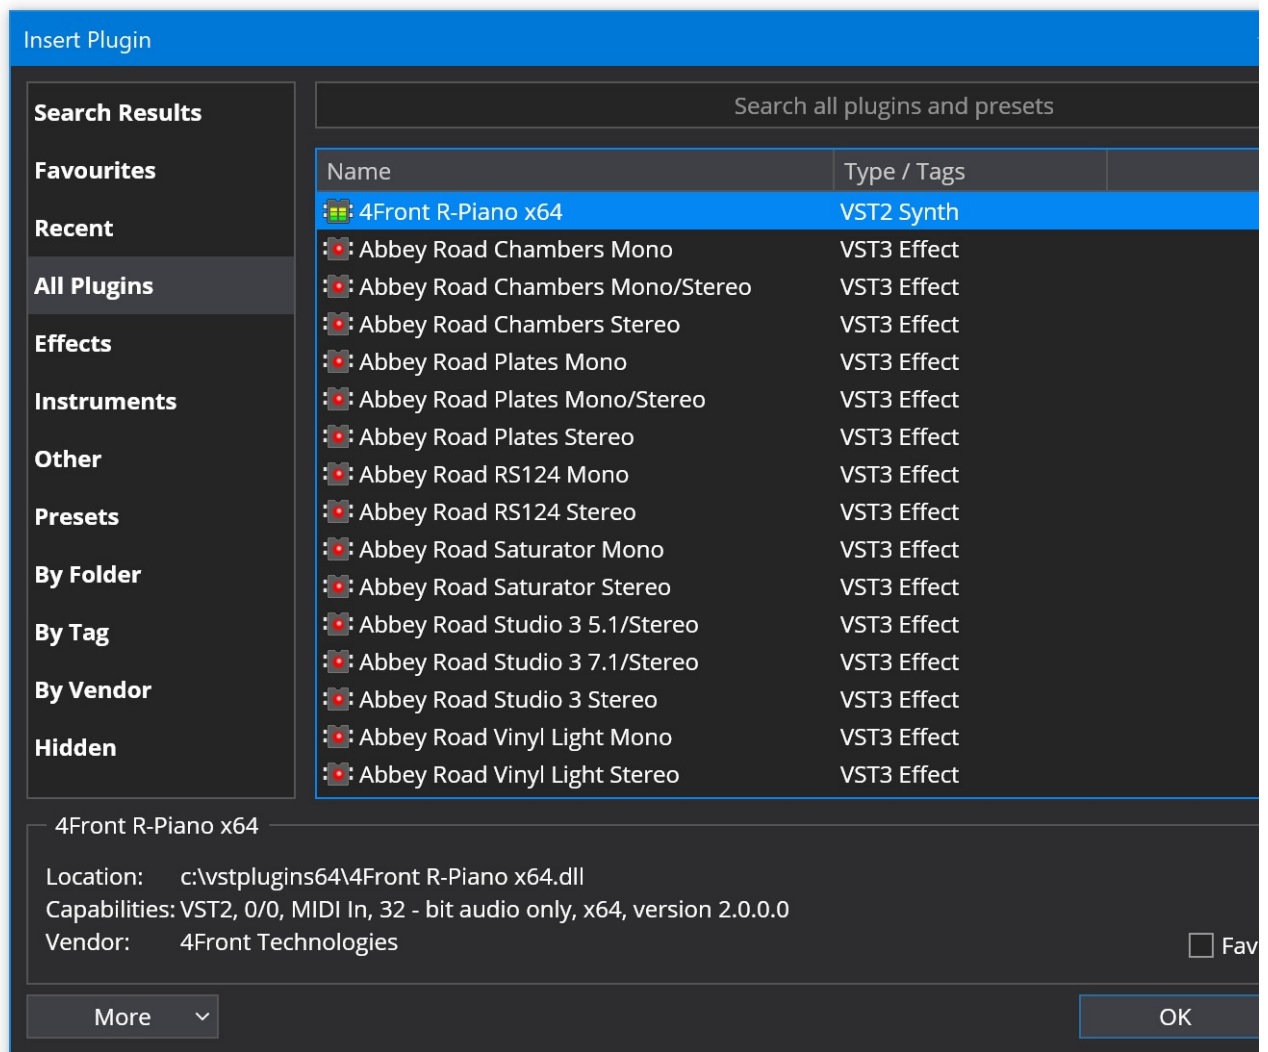 Insert Plugin
Search Results
Favourites
Recent
All Plugins
Effects
Instruments
Other
Presets
By Folder
By Tag
By Vendor
Hidden
Search all plugins and presets
Name Type / Tags
4Front R-Piano x64 VST2 Synth
Abbey Road Chambers Mono VST3 Effect
Abbey Road Chambers Mono/Stereo VST3 Effect
Abbey Road Chambers Stereo VST3 Effect
Abbey Road Plates Mono VST3 Effect
Abbey Road Plates Mono/Stereo VST3 Effect
Abbey Road Plates Stereo VST3 Effect
Abbey Road RS124 Mono VST3 Effect
Abbey Road RS124 Stereo VST3 Effect
Abbey Road Saturator Mono VST3 Effect
Abbey Road Saturator Stereo VST3 Effect
Abbey Road Studio 3 5.1/Stereo VST3 Effect
Abbey Road Studio 3 7.1/Stereo VST3 Effect
Abbey Road Studio 3 Stereo VST3 Effect
Abbey Road Vinyl Light Mono VST3 Effect
Abbey Road Vinyl Light Stereo VST3 Effect
4Front R-Piano x64
Location: c:\vstplugins64\4Front R-Piano x64.dll
Capabilities: VST2, 0/0, MIDI In, 32 - bit audio only, x64, version 2.0.0.0
Vendor: 4Front Technologies
Fav
More
OK